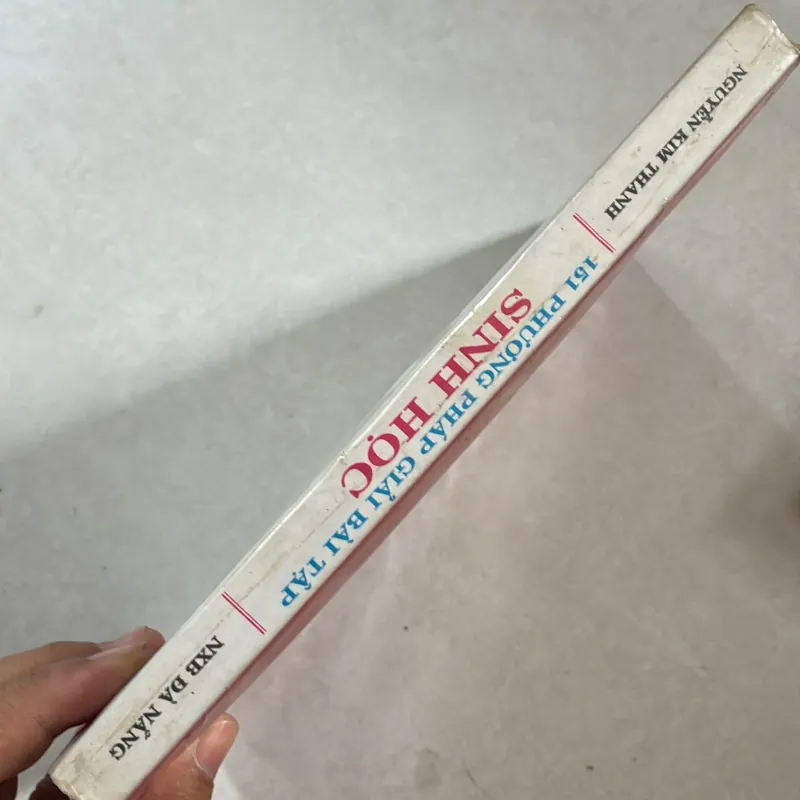 NGUYỄN KIM THANH
151 PHƯƠNG PHÁP GIẢI BÀI TẬP
SINH HỌC
NXB ĐÀ NẴNG